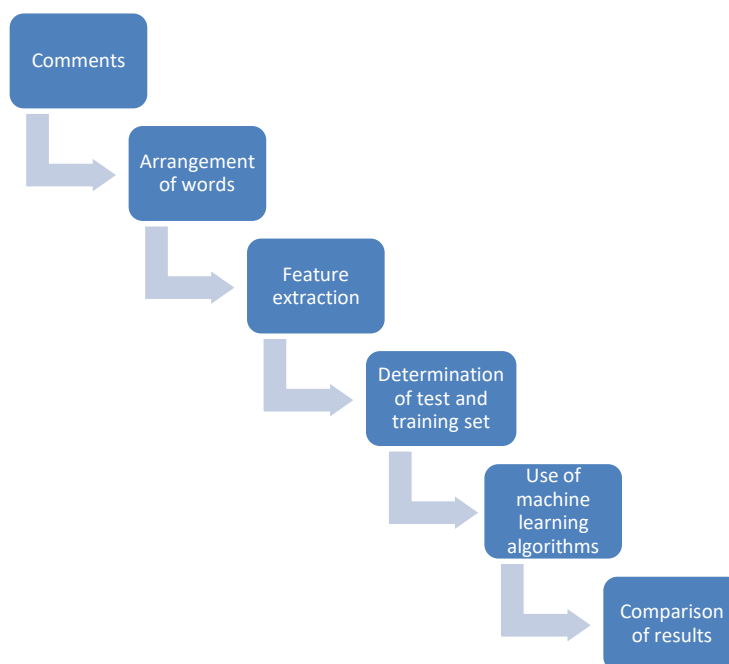 Comments
Arrangement
of words
Feature
extraction
Determination
of test and
training set
Use of
machine
learning
algorithms
Comparison
of results